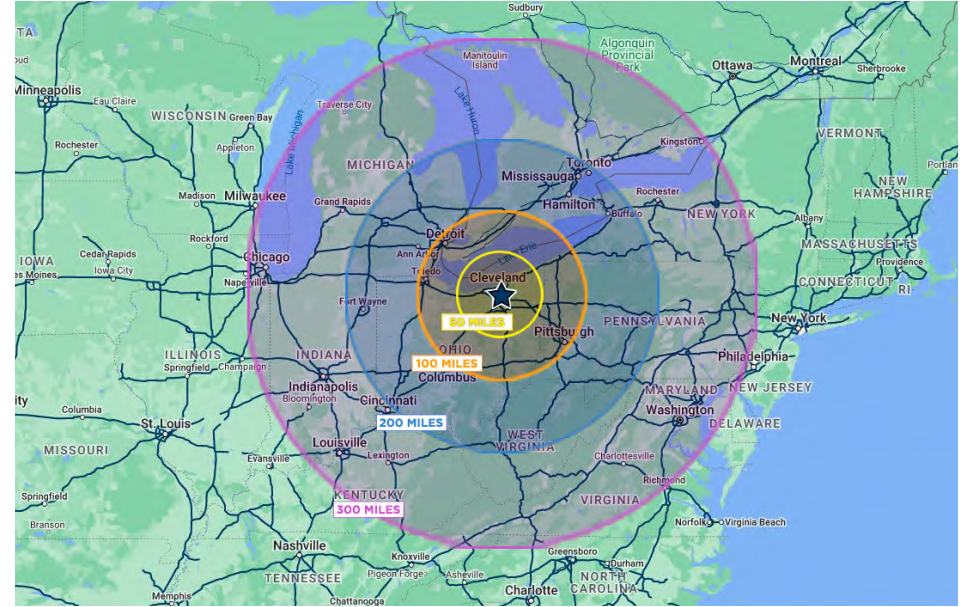 Sudbury
TA
oud
Manitoulin
Island
Algonquin
Provincial
Park
Ottawa
Montreal
Sherbrooke
Minneapolis
Eau Claire
WISCONSIN
Green Bay
Traverse City
Lake Huron
Kingston
VERMONT
Rochester
Appleton
Lake Michigan
MICHIGAN
Toronto
Mississauga
Portlan
Madison
Milwaukee
Grand Rapids
Hamilton
Rochester
Buffalo
NEW YORK
NEW
HAMPSHIRE
Albany
Rockford
Detroit
Ann Arbor
Lake Erie
MASSACHUSETTS
IOWA
Cedar Rapids
Iowa City
es Moines
Chicago
Naperville
Toledo
Cleveland
Providence
CONNECTICUT
RI
Fort Wayne
50 MILES
Pittsburgh
PENNSYLVANIA
New York
ILLINOIS
Springfield
Champaign
INDIANA
OHIO
100 MILES
Columbus
Philadelphia
Indianapolis
Bloomington
MARYLAND
NEW JERSEY
ity
Columbia
St. Louis
Cincinnati
200 MILES
Washington
DELAWARE
MISSOURI
Evansville
Louisville
Lexington
WEST
VIRGINIA
Charlottesville
Richmond
Springfield
KENTUCKY
300 MILES
VIRGINIA
Branson
Norfolk
Virginia Beach
Nashville
TENNESSEE
Knoxville
Pigeon Forge
Asheville
Greensboro
Durham
NORTH
CAROLINA
Memphis
Chattanooga
Charlotte